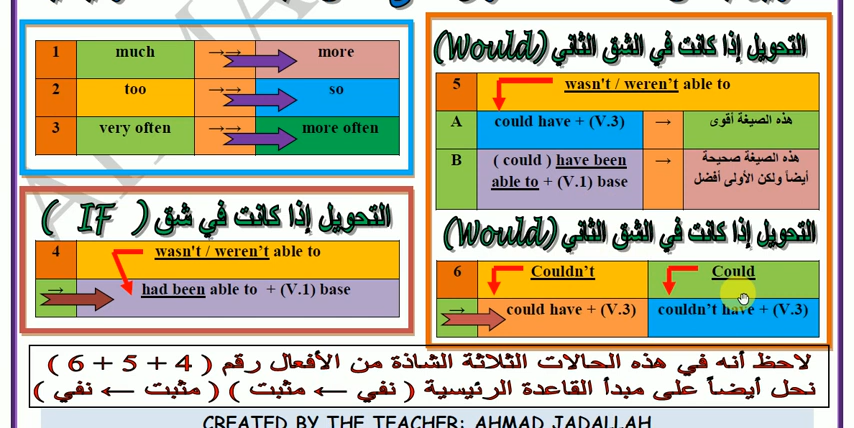 1 much →→ more
2 too →→ so
3 very often →→ more often
التحويل إذا كانت في الشق الثاني (Would)
5 wasn't / weren't able to
A could have + (V.3) → هذه الصيغة أقوى
B ( could ) have been able to + (V.1) base → هذه الصيغة صحيحة أيضاً ولكن الأولى أفضل
التحويل إذا كانت في شق ( IF )
4 wasn't / weren't able to
→ had been able to + (V.1) base
التحويل إذا كانت في الشق الثاني (Would)
6 Couldn't Could
→ could have + (V.3) couldn't have + (V.3)
لاحظ أنه في هذه الحالات الثلاثة الشاذة من الأفعال رقم ( 4 + 5 + 6 )
نحل أيضاً على مبدأ القاعدة الرئيسية ( نفي ← مثبت ) ( مثبت ← نفي )
CREATED BY THE TEACHER: AHMAD JADALLAH